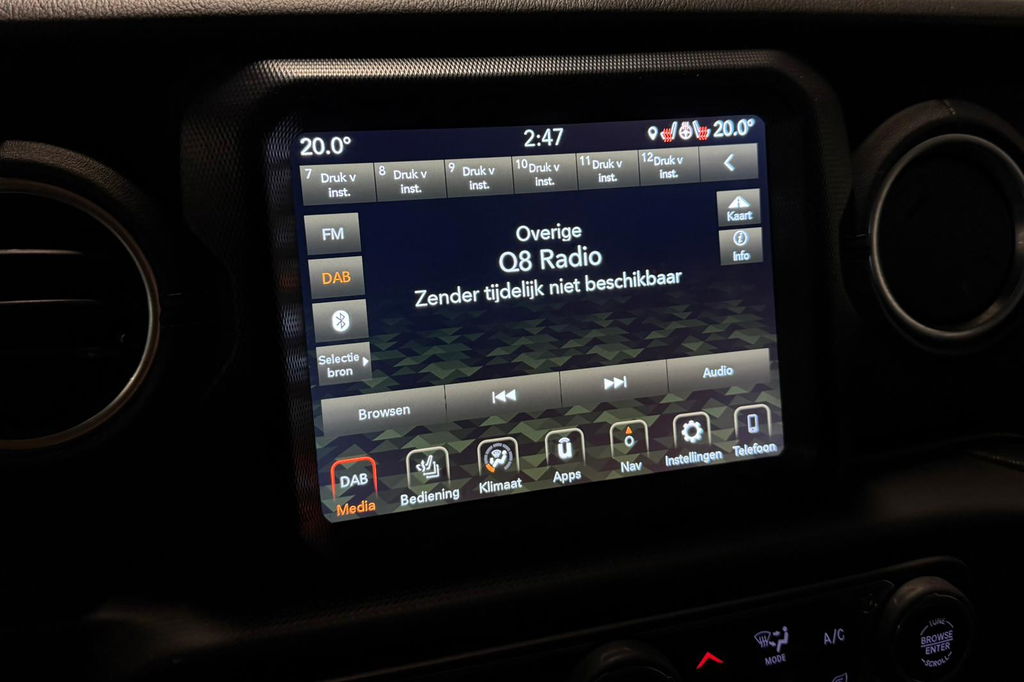 20.0° 2:47 20.0°
7 Druk v inst.
8 Druk v inst.
9 Druk v inst.
10 Druk v inst.
11 Druk v inst.
12 Druk v inst.
FM
DAB
Selectie
bron
Overige
Q8 Radio
Zender tijdelijk niet beschikbaar
Kaart
Info
Browsen
Audio
DAB
Media
Bediening
Klimaat
Apps
Nav
Instellingen
Telefoon
MODE
A/C
TUNE
BROWSE
ENTER
SCROLL